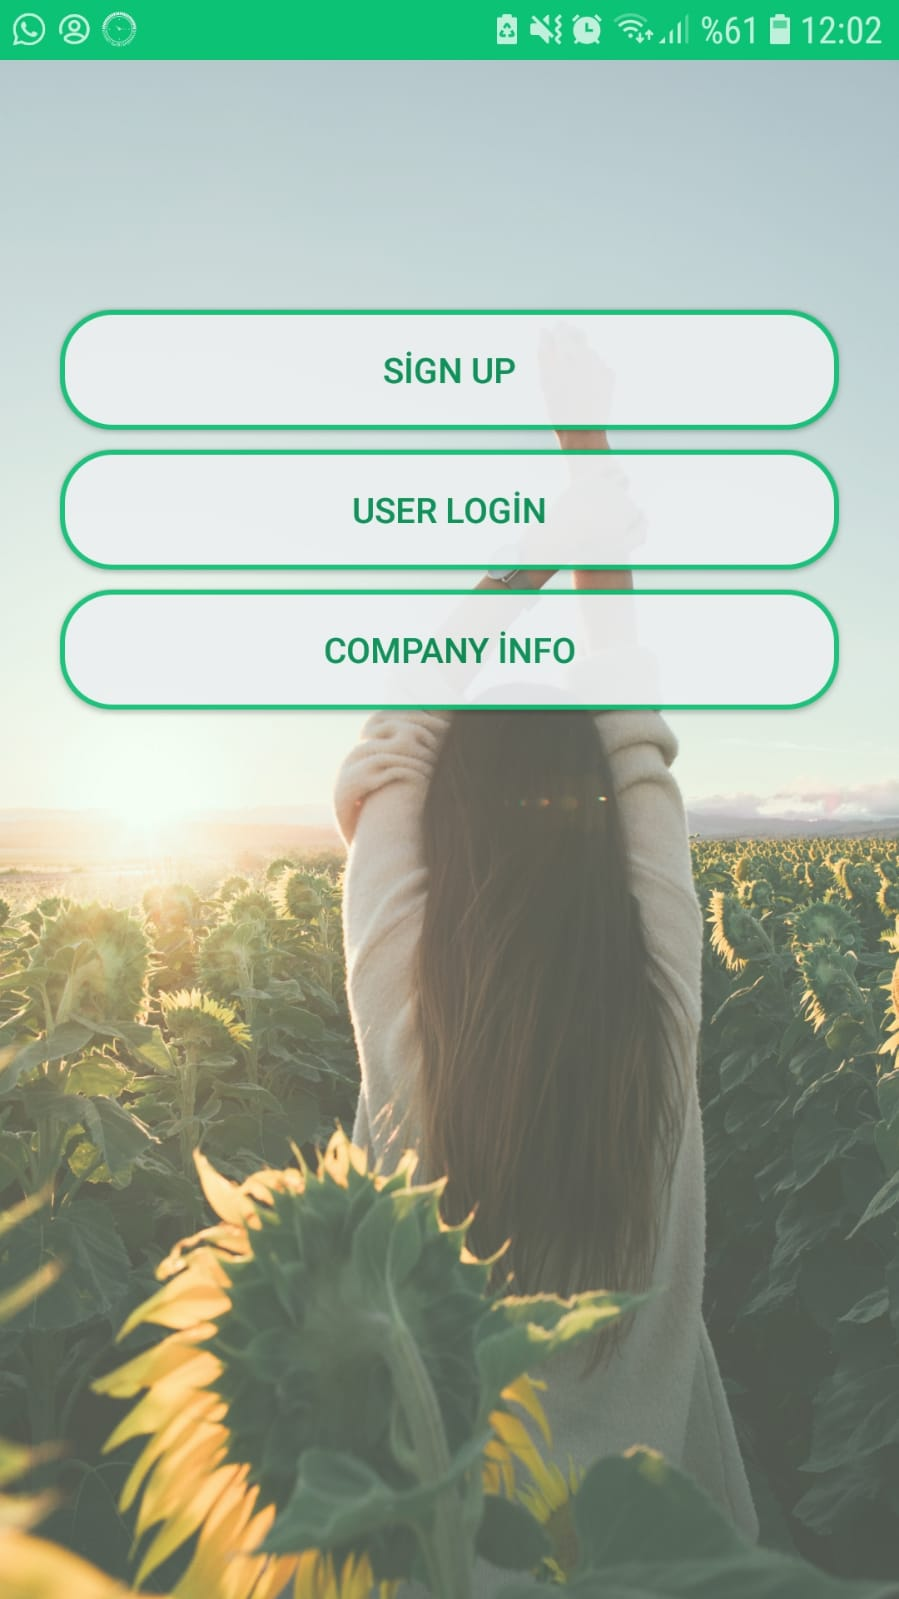 %61 12:02
SİGN UP
USER LOGİN
COMPANY İNFO